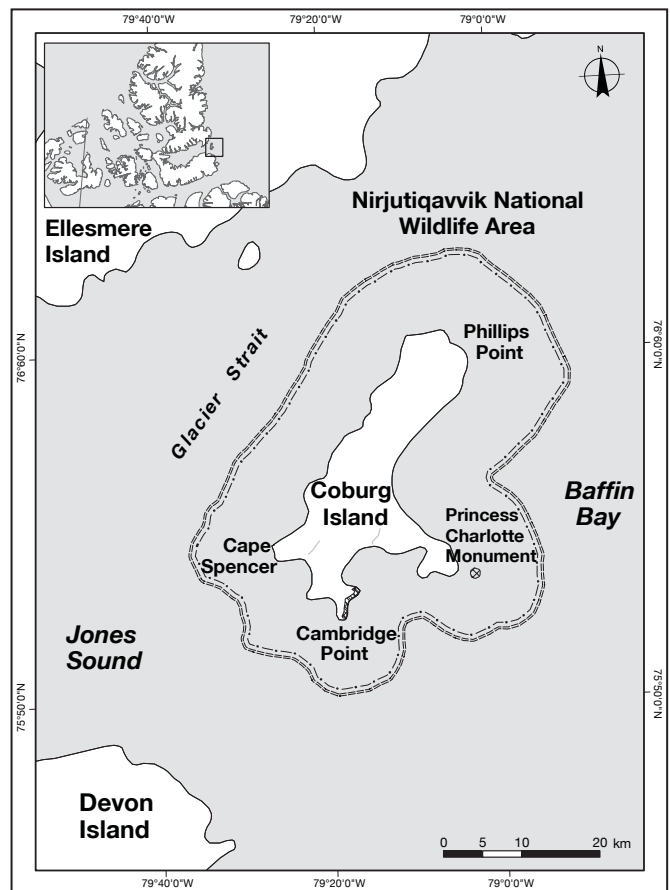 79°40'0"W
79°20'0"W
79°0'0"W
N
Nirjutiqavvik National
Wildlife Area
Ellesmere
Island
Phillips
Point
76°60'0"N
76°60'0"N
Glacier Strait
Coburg
Island
Baffin
Bay
Princess
Charlotte
Monument
Cape
Spencer
Cambridge
Point
Jones
Sound
75°50'0"N
75°50'0"N
Devon
Island
0 5 10 20 km
79°40'0"W
79°20'0"W
79°0'0"W